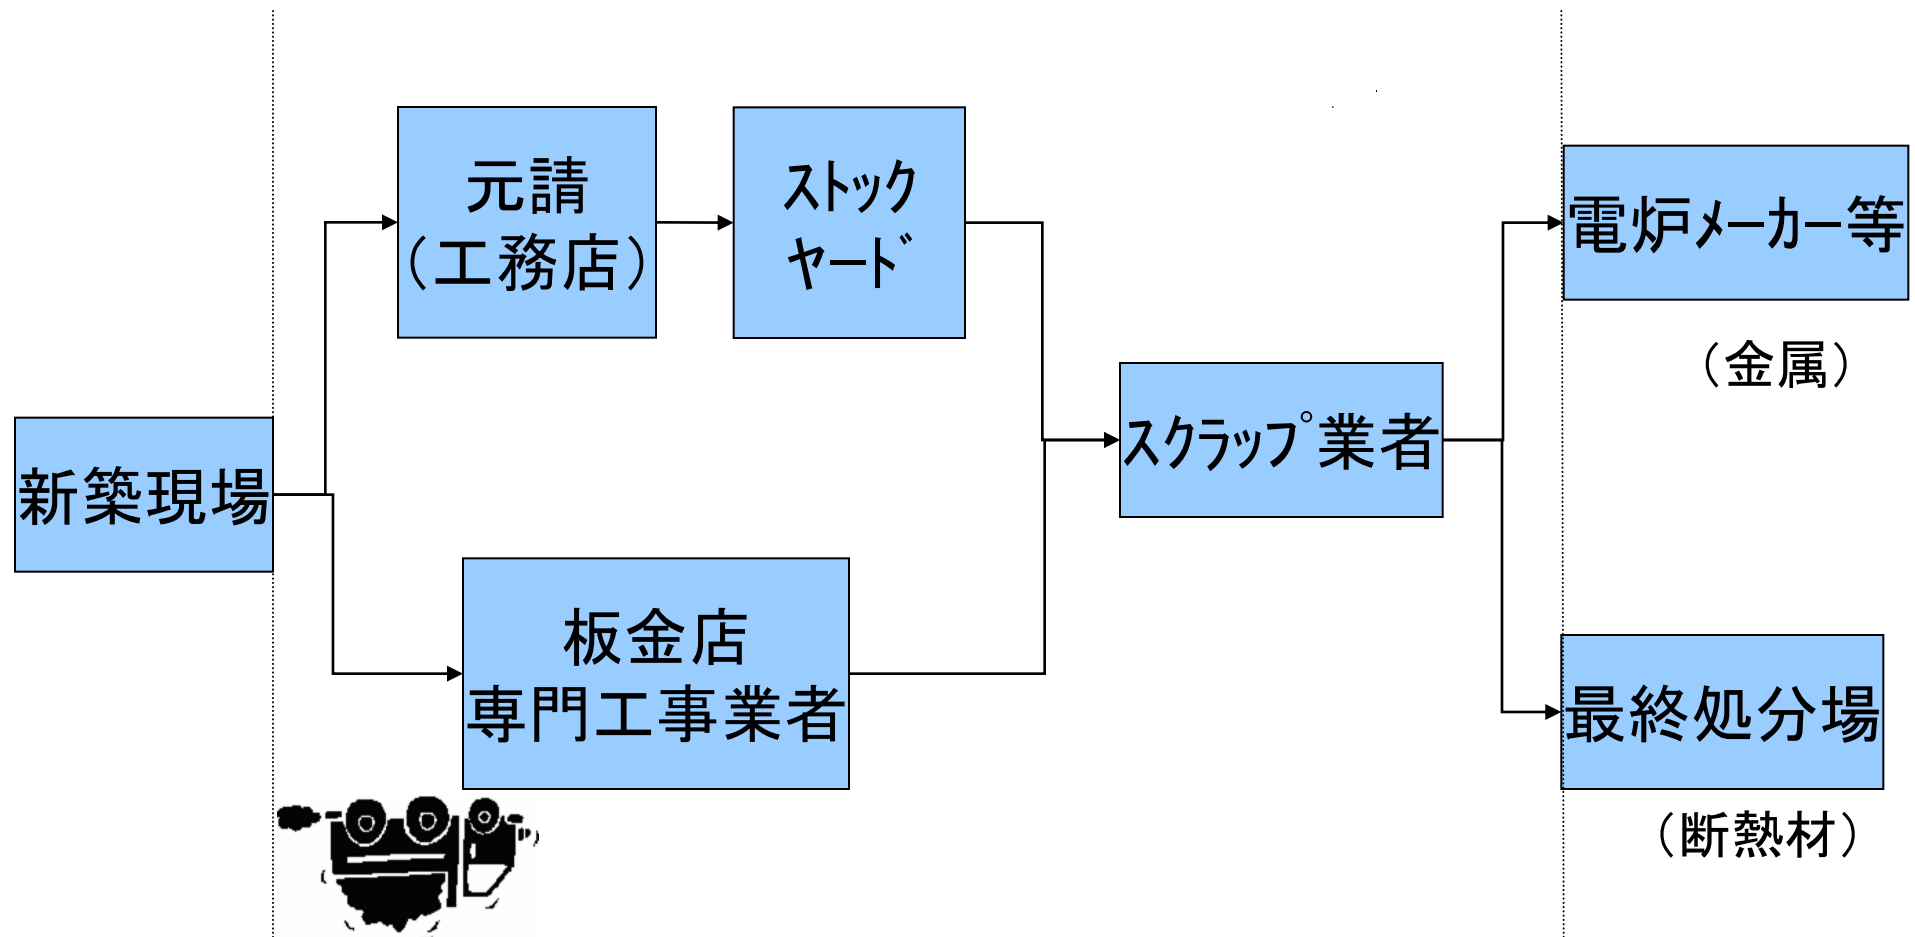 元請
（工務店）
ｽﾄｯｸ
ﾔｰﾄﾞ
電炉ﾒｰｶｰ等
（金属）
新築現場
ｽｸﾗｯﾌﾟ業者
板金店
専門工事業者
最終処分場
（断熱材）